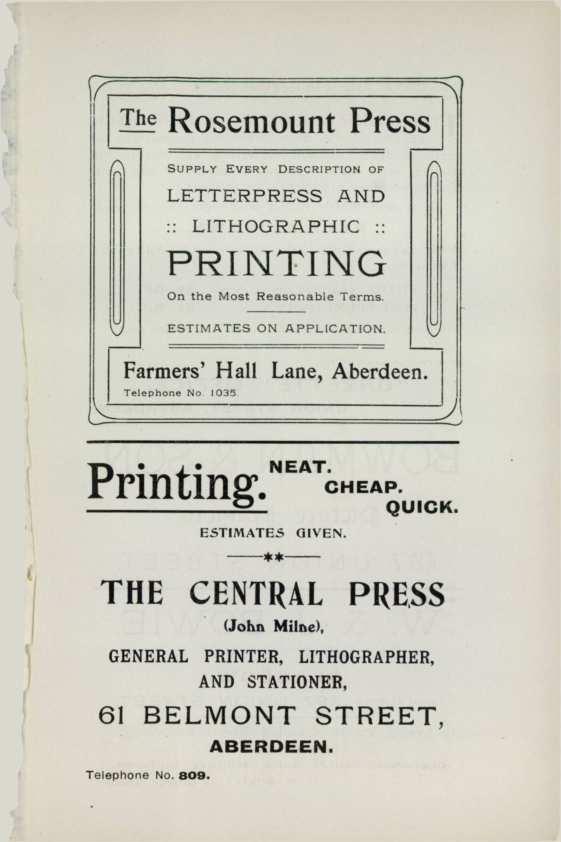 The Rosemount Press
SUPPLY EVERY DESCRIPTION OF
LETTERPRESS AND
:: LITHOGRAPHIC ::
PRINTING
On the Most Reasonable Terms.
ESTIMATES ON APPLICATION.
Farmers' Hall Lane, Aberdeen.
Telephone No. 1035.
Printing. NEAT.
CHEAP.
QUICK.
ESTIMATES GIVEN.
THE CENTRAL PRESS
(John Milne),
GENERAL PRINTER, LITHOGRAPHER,
AND STATIONER,
61 BELMONT STREET,
ABERDEEN.
Telephone No. 809.